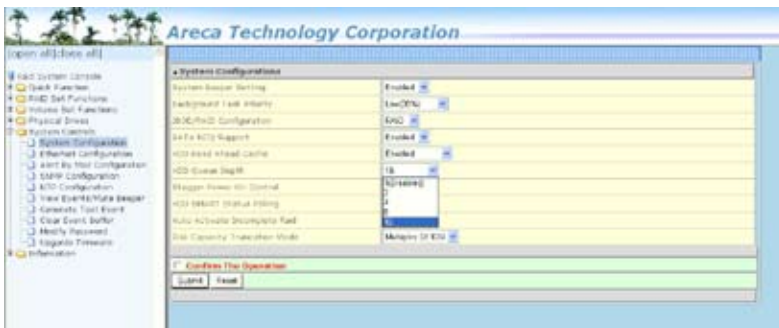 Areca Technology Corporation
[open all|close all]
Raid System Console
Quick Function
RAID Set Functions
Volume Set Functions
Physical Drives
System Controls
System Configuration
Ethernet Configuration
Alert By Mail Configuration
SNMP Configuration
NTP Configuration
View Events/Mute Beeper
Generate Test Event
Clear Event Buffer
Modify Password
Upgrade Firmware
Information
System Configurations
System Beeper Setting Enabled
Background Task Priority Low(20%)
JBOD/RAID Configuration RAID
SATA NCQ Support Enabled
HDD Read Ahead Cache Enabled
HDD Queue Depth
Stagger Power On Control
HDD SMART Status Polling
Auto Activate Incomplete Raid
Disk Capacity Truncation Mode Multiples Of 10G
Confirm The Operation
Submit Reset